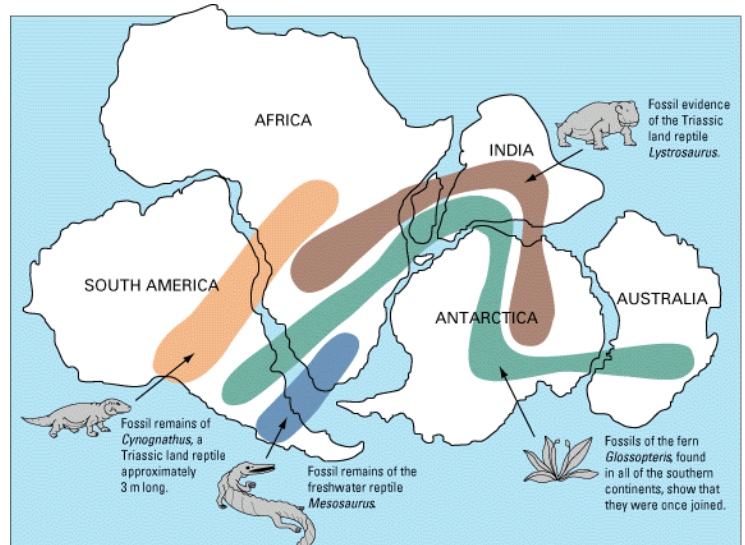 AFRICA
INDIA
Fossil evidence
of the Triassic
land reptile
Lystrosaurus.
SOUTH AMERICA
ANTARCTICA
AUSTRALIA
Fossil remains of
Cynognathus, a
Triassic land reptile
approximately
3 m long.
Fossil remains of the
freshwater reptile
Mesosaurus.
Fossils of the fern
Glossopteris, found
in all of the southern
continents, show that
they were once joined.